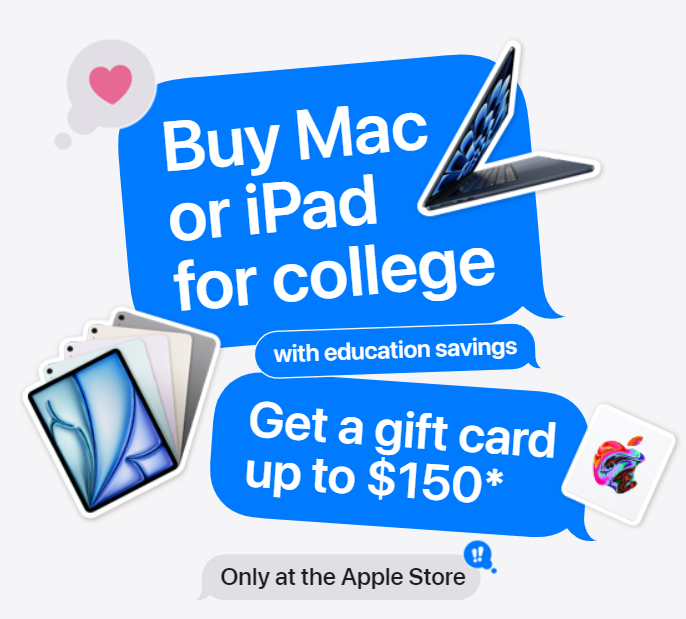 Buy Mac
or iPad
for college
with education savings
Get a gift card
up to $150*
Only at the Apple Store
‼